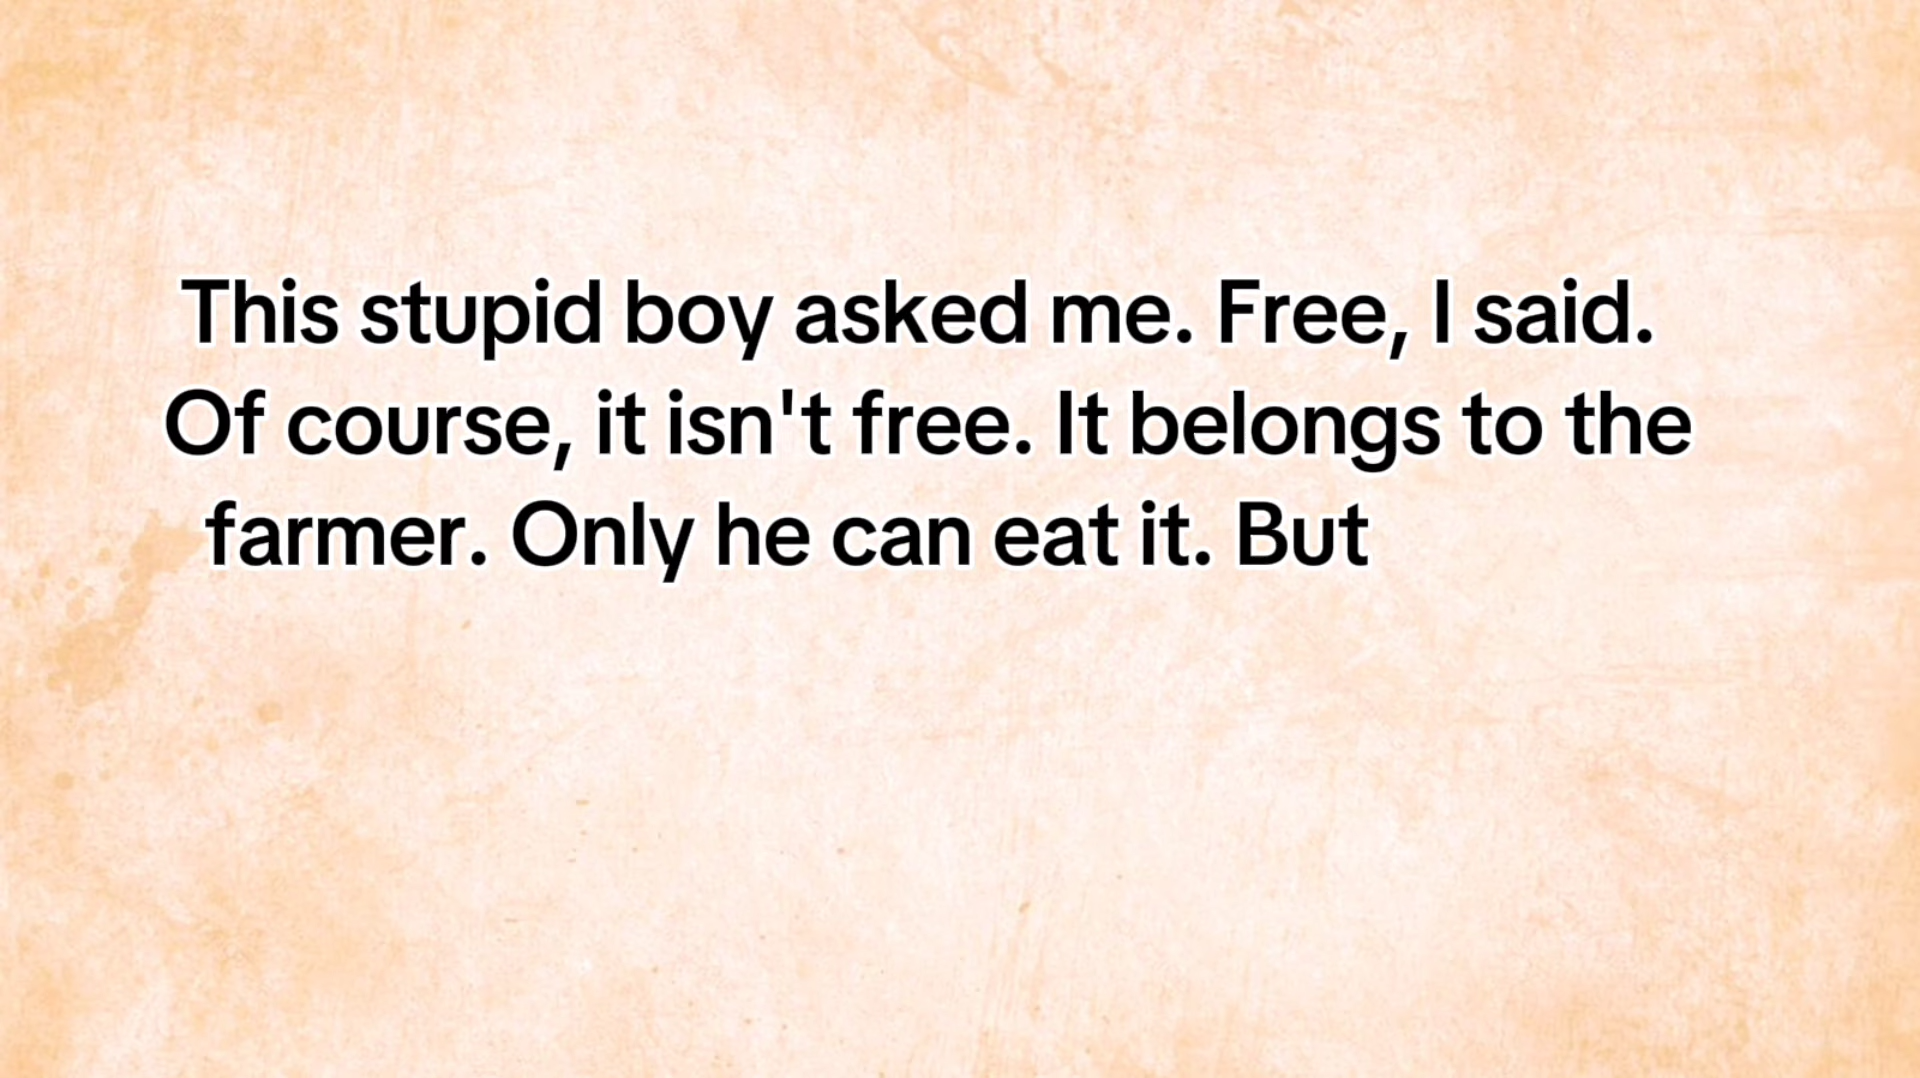 This stupid boy asked me. Free, I said.
Of course, it isn't free. It belongs to the
farmer. Only he can eat it. But